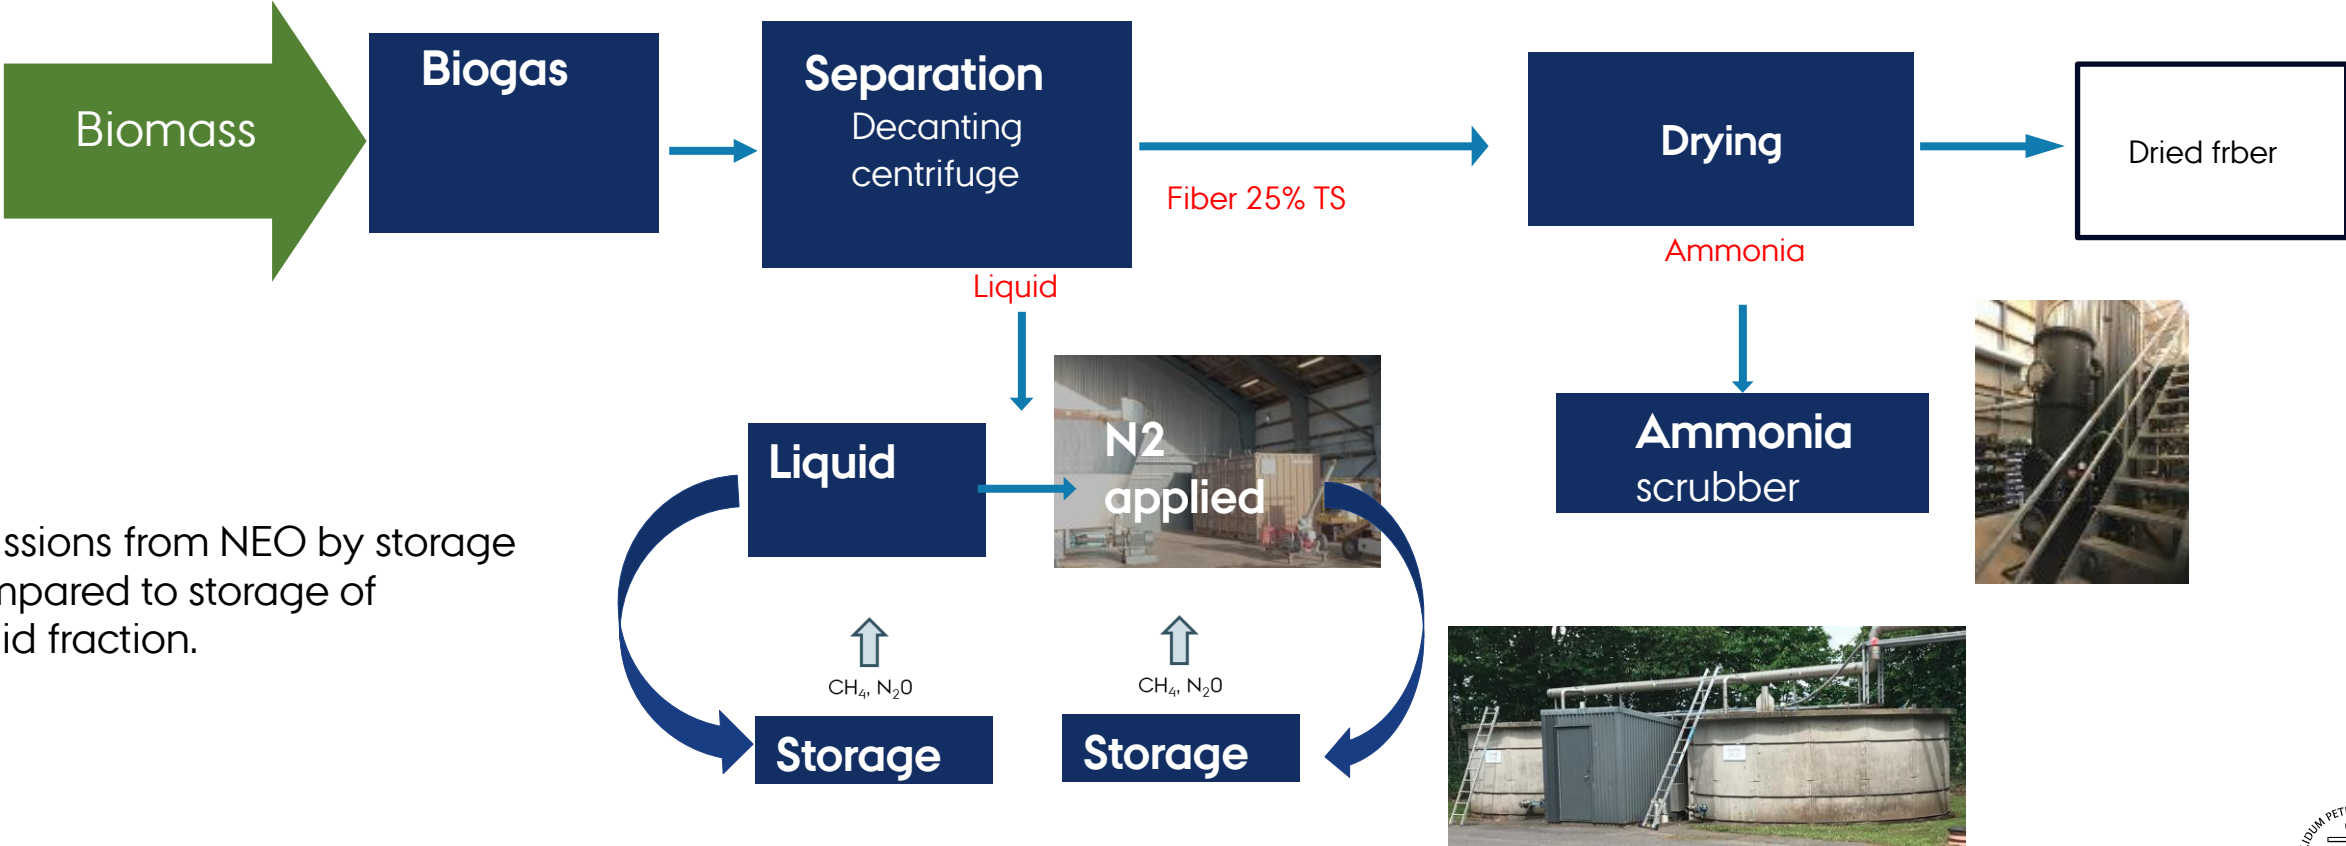 Biomass
Biogas
Separation
Decanting
centrifuge
Fiber 25% TS
Drying
Dried frber
Liquid
Ammonia
Liquid
N2
applied
Ammonia
scrubber
ssions from NEO by storage
mpared to storage of
id fraction.
CH₄, N₂0
CH₄, N₂0
Storage
Storage